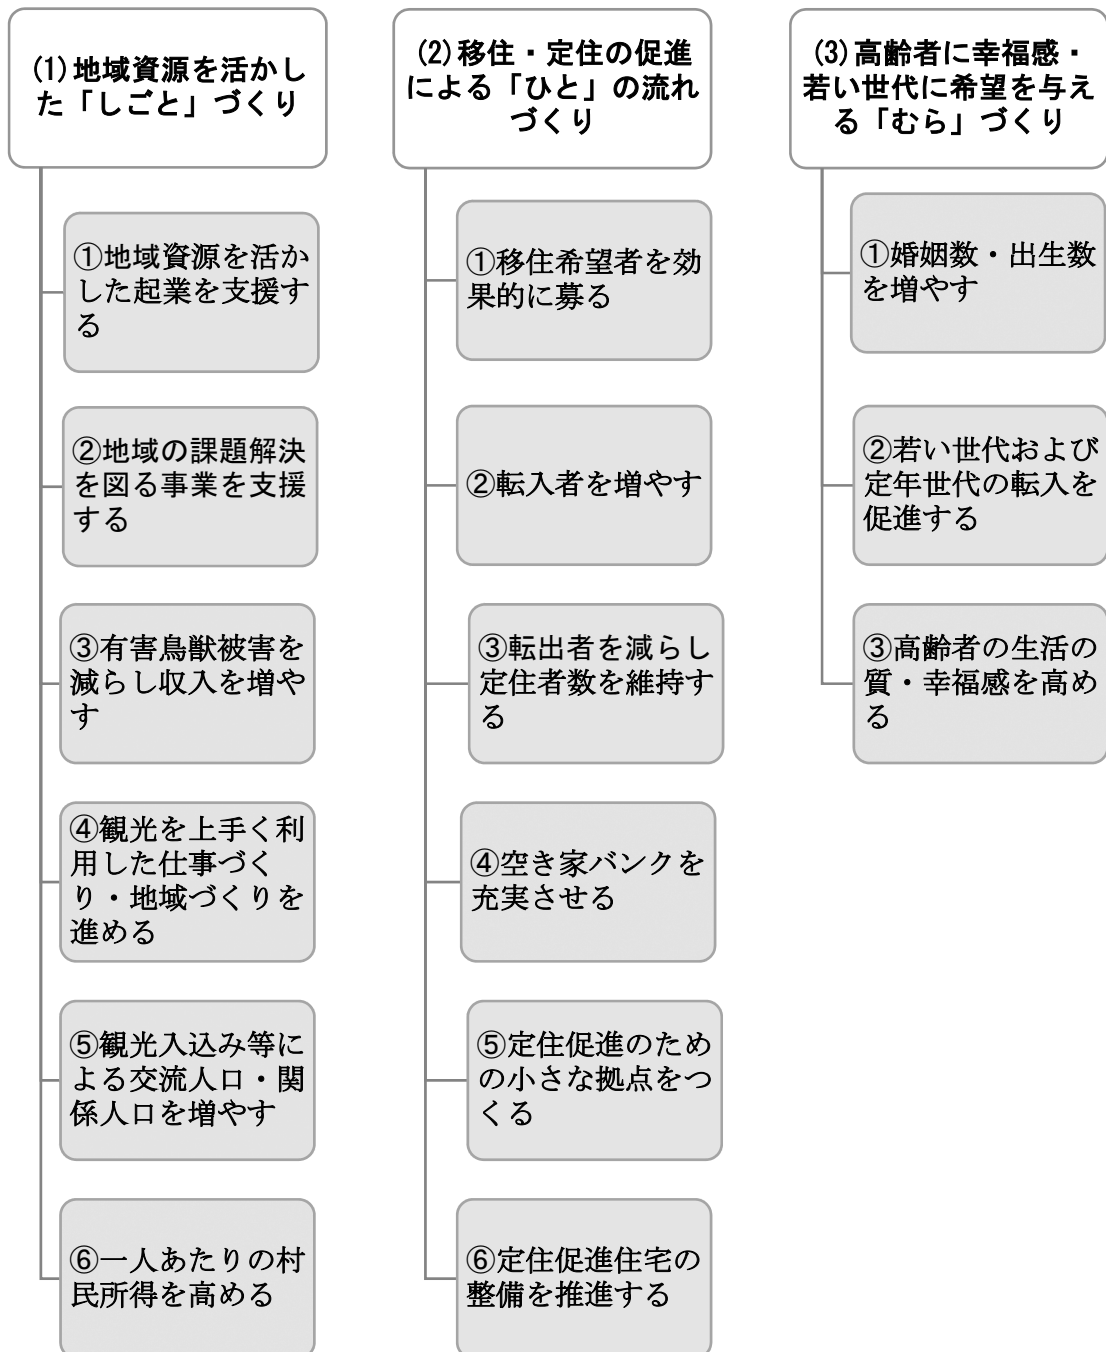 (1)地域資源を活かし
た「しごと」づくり
①地域資源を活か
した起業を支援す
る
②地域の課題解決
を図る事業を支援
する
③有害鳥獣被害を
減らし収入を増や
す
④観光を上手く利
用した仕事づく
り・地域づくりを
進める
⑤観光入込み等に
よる交流人口・関
係人口を増やす
⑥一人あたりの村
民所得を高める
(2)移住・定住の促進
による「ひと」の流れ
づくり
①移住希望者を効
果的に募る
②転入者を増やす
③転出者を減らし
定住者数を維持す
る
④空き家バンクを
充実させる
⑤定住促進のため
の小さな拠点をつ
くる
⑥定住促進住宅の
整備を推進する
(3)高齢者に幸福感・
若い世代に希望を与え
る「むら」づくり
①婚姻数・出生数
を増やす
②若い世代および
定年世代の転入を
促進する
③高齢者の生活の
質・幸福感を高め
る